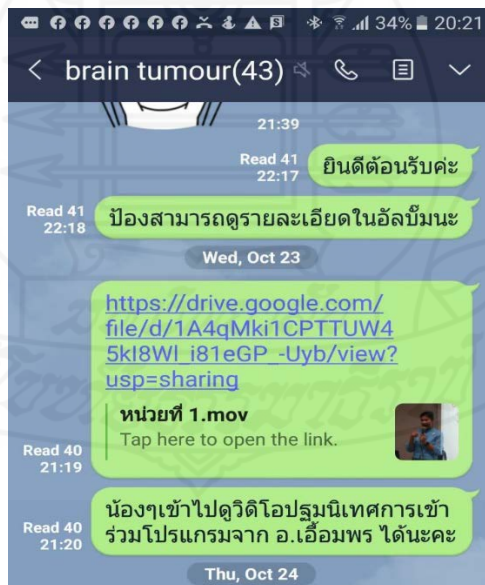 34% 20:21
brain tumour(43)
21:39
Read 41
22:17
ยินดีต้อนรับค่ะ
Read 41
22:18
ป้องสามารถดูรายละเอียดในอัลบั๊มนะ
Wed, Oct 23
https://drive.google.com/
file/d/1A4qMki1CPTTUW4
5kI8WI_i81eGP_-Uyb/view?
usp=sharing
หน่วยที่ 1.mov
Tap here to open the link.
Read 40
21:19
น้องๆเข้าไปดูวิดิโอปฐมนิเทศการเข้า
ร่วมโปรแกรมจาก อ.เอื้อมพร ได้นะคะ
Read 40
21:20
Thu, Oct 24